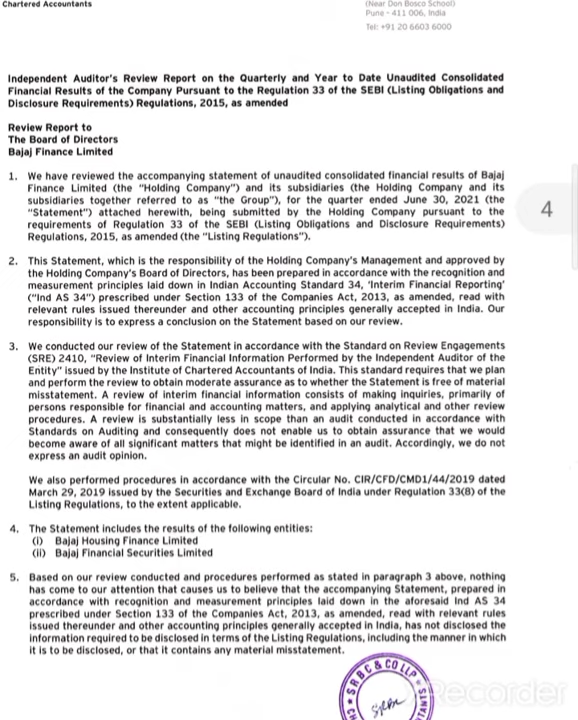 Chartered Accountants
(Near Don Bosco School)
Pune - 411 006, India
Tel: +91 20 6603 6000
Independent Auditor's Review Report on the Quarterly and Year to Date Unaudited Consolidated
Financial Results of the Company Pursuant to the Regulation 33 of the SEBI (Listing Obligations and
Disclosure Requirements) Regulations, 2015, as amended
Review Report to
The Board of Directors
Bajaj Finance Limited
1. We have reviewed the accompanying statement of unaudited consolidated financial results of Bajaj
Finance Limited (the "Holding Company") and its subsidiaries (the Holding Company and its
subsidiaries together referred to as "the Group"), for the quarter ended June 30, 2021 (the
"Statement") attached herewith, being submitted by the Holding Company pursuant to the
requirements of Regulation 33 of the SEBI (Listing Obligations and Disclosure Requirements)
Regulations, 2015, as amended (the "Listing Regulations").
4
2. This Statement, which is the responsibility of the Holding Company's Management and approved by
the Holding Company's Board of Directors, has been prepared in accordance with the recognition and
measurement principles laid down in Indian Accounting Standard 34, 'Interim Financial Reporting'
("Ind AS 34") prescribed under Section 133 of the Companies Act, 2013, as amended, read with
relevant rules issued thereunder and other accounting principles generally accepted in India. Our
responsibility is to express a conclusion on the Statement based on our review.
3. We conducted our review of the Statement in accordance with the Standard on Review Engagements
(SRE) 2410, "Review of Interim Financial Information Performed by the Independent Auditor of the
Entity" issued by the Institute of Chartered Accountants of India. This standard requires that we plan
and perform the review to obtain moderate assurance as to whether the Statement is free of material
misstatement. A review of interim financial information consists of making inquiries, primarily of
persons responsible for financial and accounting matters, and applying analytical and other review
procedures. A review is substantially less in scope than an audit conducted in accordance with
Standards on Auditing and consequently does not enable us to obtain assurance that we would
become aware of all significant matters that might be identified in an audit. Accordingly, we do not
express an audit opinion.
We also performed procedures in accordance with the Circular No. CIR/CFD/CMD1/44/2019 dated
March 29, 2019 issued by the Securities and Exchange Board of India under Regulation 33(8) of the
Listing Regulations, to the extent applicable.
4. The Statement includes the results of the following entities:
(i) Bajaj Housing Finance Limited
(ii) Bajaj Financial Securities Limited
5. Based on our review conducted and procedures performed as stated in paragraph 3 above, nothing
has come to our attention that causes us to believe that the accompanying Statement, prepared in
accordance with recognition and measurement principles laid down in the aforesaid Ind AS 34
prescribed under Section 133 of the Companies Act, 2013, as amended, read with relevant rules
issued thereunder and other accounting principles generally accepted in India, has not disclosed the
information required to be disclosed in terms of the Listing Regulations, including the manner in which
it is to be disclosed, or that it contains any material misstatement.
SRBC & CO LLP
Recorder